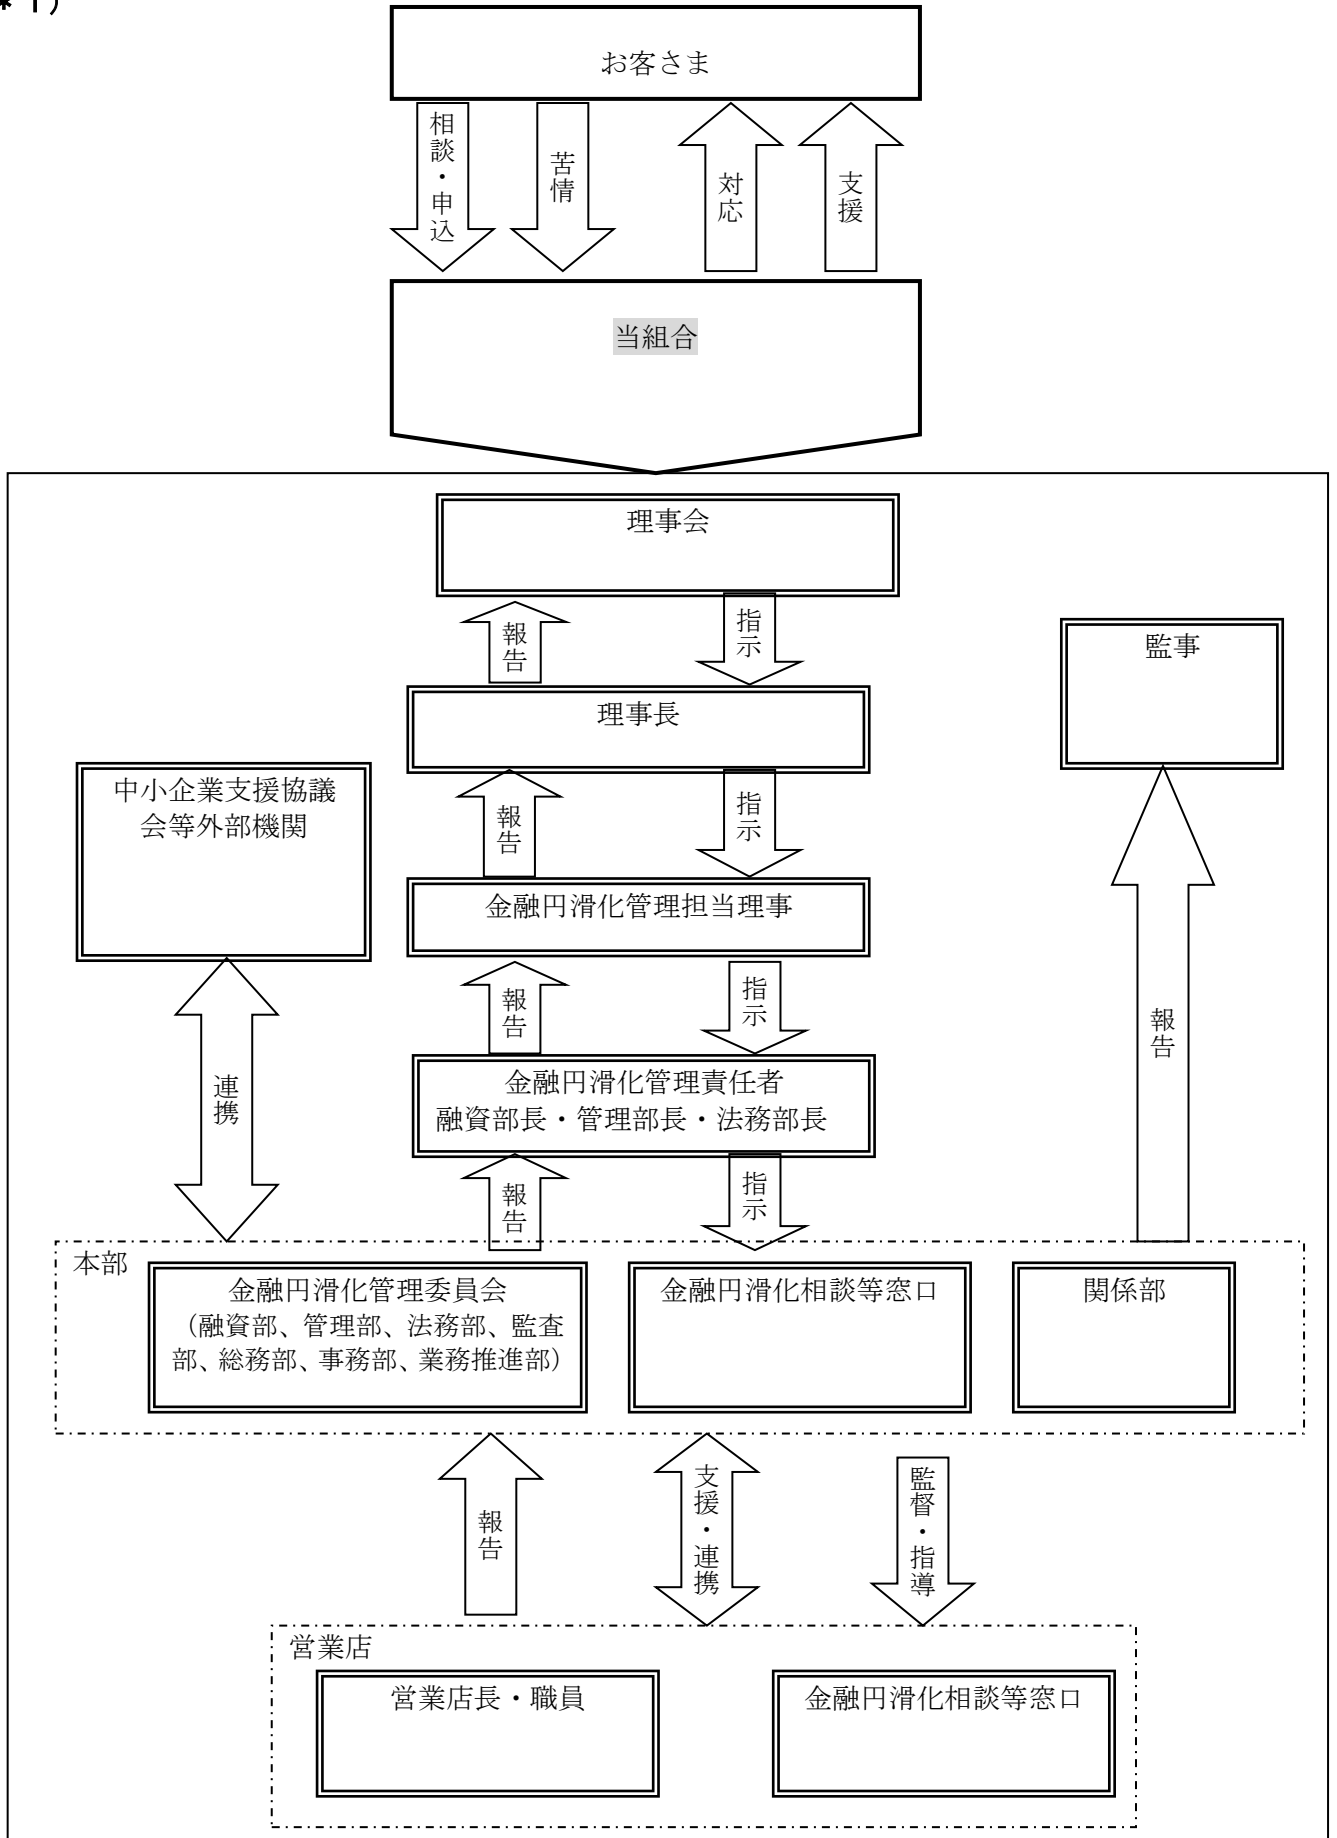 *1)
お客さま
相談・申込
苦情
対応
支援
当組合
理事会
報告
指示
監事
理事長
中小企業支援協議
会等外部機関
報告
指示
金融円滑化管理担当理事
報告
指示
報告
連携
金融円滑化管理責任者
融資部長・管理部長・法務部長
報告
指示
本部
金融円滑化管理委員会
（融資部、管理部、法務部、監査
部、総務部、事務部、業務推進部）
金融円滑化相談等窓口
関係部
報告
支援・連携
監督・指導
営業店
営業店長・職員
金融円滑化相談等窓口